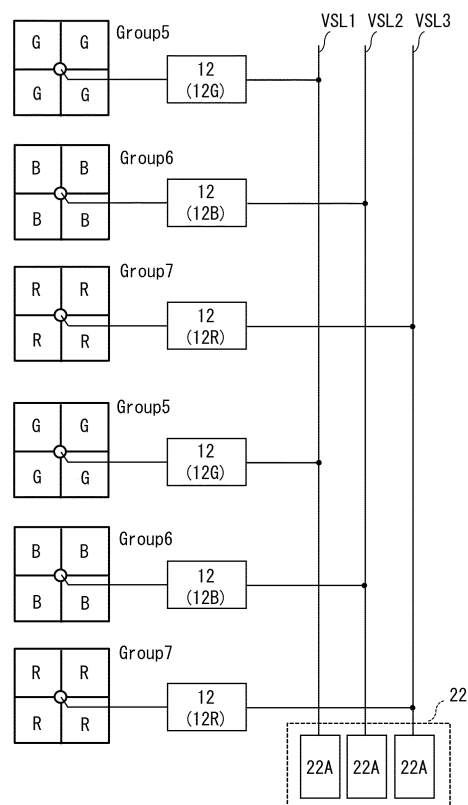 VSL1 VSL2 VSL3
G G Group5
12
(12G)
G G
B B Group6
12
(12B)
B B
R R Group7
12
(12R)
R R
G G Group5
12
(12G)
G G
B B Group6
12
(12B)
B B
R R Group7
12
(12R)
R R
22
22A 22A 22A